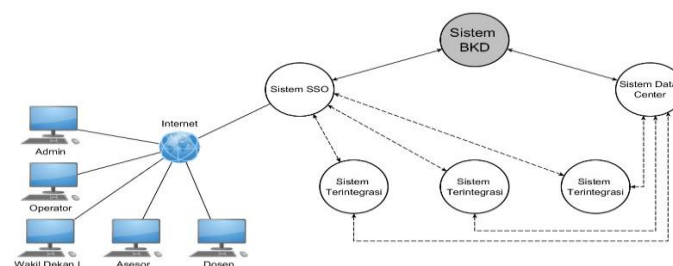 Sistem
BKD
Sistem SSO
Sistem Data
Center
Internet
Admin
Operator
Wakil Dekan I
Asesor
Dosen
Sistem
Terintegrasi
Sistem
Terintegrasi
Sistem
Terintegrasi